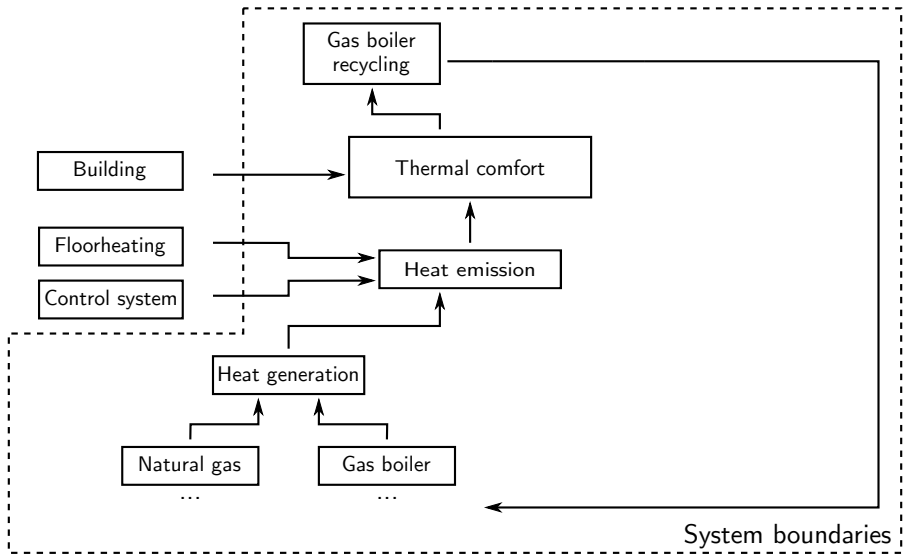 Gas boiler
recycling
Building
Thermal comfort
Floorheating
Heat emission
Control system
Heat generation
Natural gas
Gas boiler
...
...
System boundaries